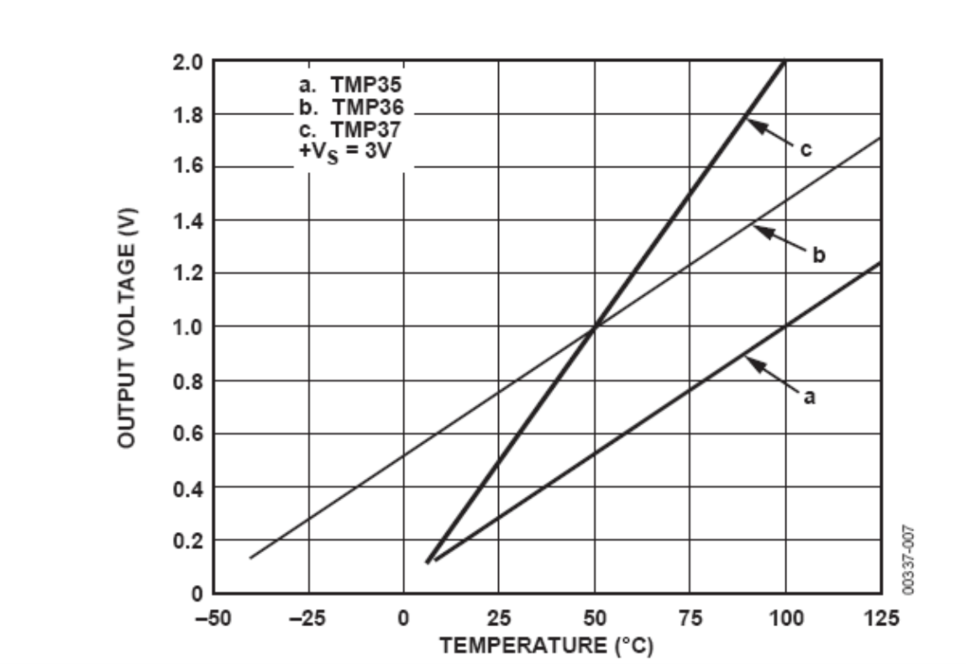 2.0
1.8
1.6
1.4
1.2
1.0
0.8
0.6
0.4
0.2
0
OUTPUT VOLTAGE (V)
a. TMP35
b. TMP36
c. TMP37
+VS = 3V
c
b
a
–50 –25 0 25 50 75 100 125
TEMPERATURE (°C)
00337-007